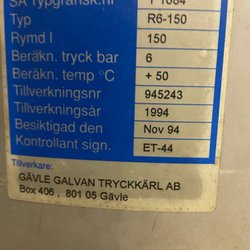 SA Typgransk.nr T 1084
Typ R6-150
Rymd l 150
Beräkn. tryck bar 6
Beräkn. temp °C + 50
Tillverkningsnr 945243
Tillverkningsår 1994
Besiktigad den Nov 94
Kontrollant sign. ET-44
Tillverkare:
GÄVLE GALVAN TRYCKKÄRL AB
Box 406 , 801 05 Gävle